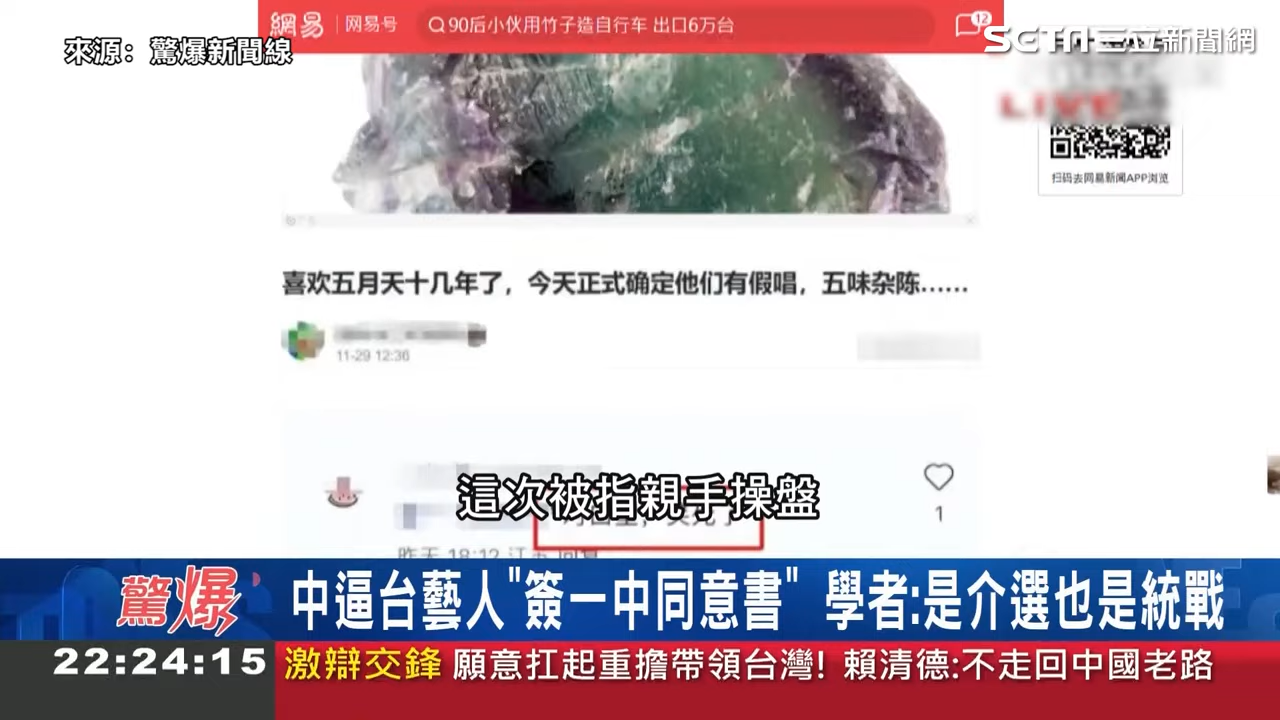 網易 网易号 90后小伙用竹子造自行车 出口6万台 12
SETA 三立新聞網
來源：驚爆新聞線
LIVE
扫码去网易新闻APP浏览
喜欢五月天十几年了，今天正式确定他们有假唱，五味杂陈……
11-29 12:36
這次被指親手操盤
1
昨天 18:12
驚爆 中逼台藝人"簽一中同意書" 學者:是介選也是統戰
22:24:15 激辯交鋒 願意扛起重擔帶領台灣! 賴清德:不走回中國老路